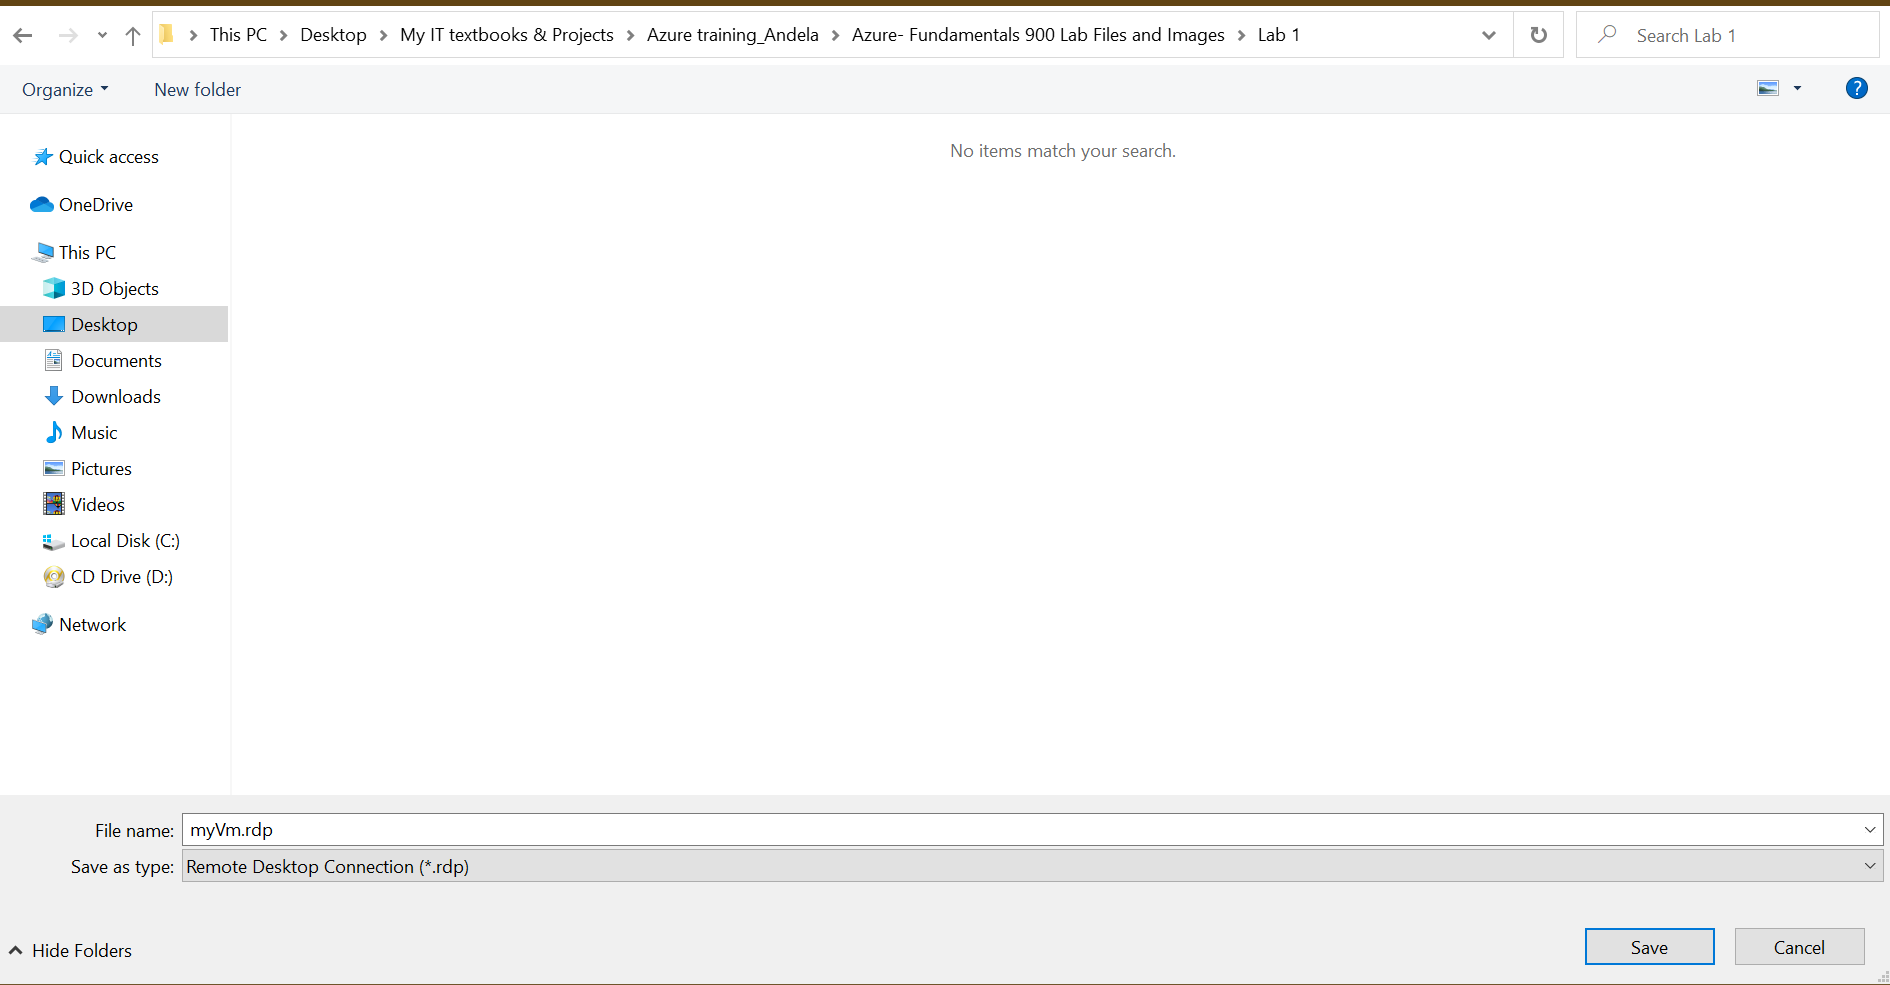 This PC > Desktop > My IT textbooks & Projects > Azure training_Andela > Azure- Fundamentals 900 Lab Files and Images > Lab 1
Search Lab 1
Organize
New folder
?
No items match your search.
Quick access
OneDrive
This PC
3D Objects
Desktop
Documents
Downloads
Music
Pictures
Videos
Local Disk (C:)
CD Drive (D:)
Network
File name: myVm.rdp
Save as type: Remote Desktop Connection (*.rdp)
Hide Folders
Save
Cancel